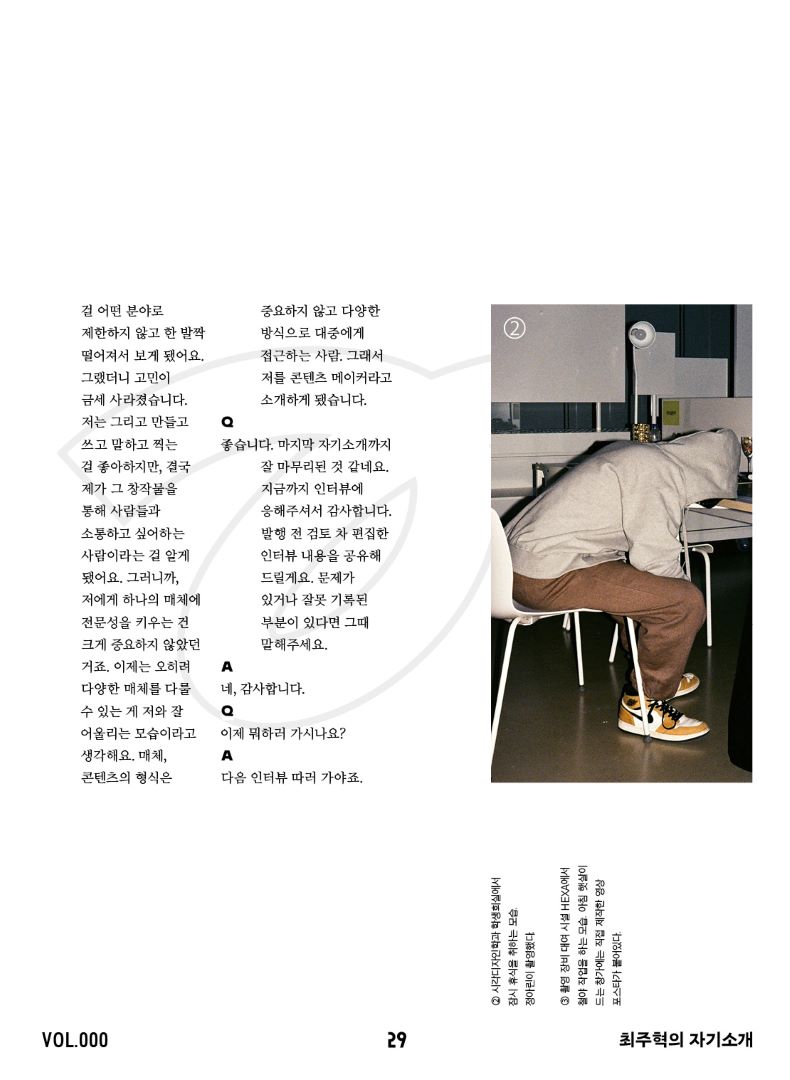 걸 어떤 분야로
제한하지 않고 한 발짝
떨어져서 보게 됐어요.
그랬더니 고민이
금세 사라졌습니다.
저는 그리고 만들고
쓰고 말하고 찍는
걸 좋아하지만, 결국
제가 그 창작물을
통해 사람들과
소통하고 싶어하는
사람이라는 걸 알게
됐어요. 그러니까,
저에게 하나의 매체에
전문성을 키우는 건
크게 중요하지 않았던
거죠. 이제는 오히려
다양한 매체를 다룰
수 있는 게 저와 잘
어울리는 모습이라고
생각해요. 매체,
콘텐츠의 형식은
중요하지 않고 다양한
방식으로 대중에게
접근하는 사람. 그래서
저를 콘텐츠 메이커라고
소개하게 됐습니다.
Q
좋습니다. 마지막 자기소개까지
잘 마무리된 것 같네요.
지금까지 인터뷰에
응해주셔서 감사합니다.
발행 전 검토 차 편집한
인터뷰 내용을 공유해
드릴게요. 문제가
있거나 잘못 기록된
부분이 있다면 그때
말해주세요.
A
네, 감사합니다.
Q
이제 뭐하러 가시나요?
A
다음 인터뷰 따러 가야죠.
②
② 시각디자인학과 학생회실에서
잠시 휴식을 취하는 모습.
정아린이 촬영했다.
③ 촬영 장비 대여 시설 HEXA에서
철야 작업을 하는 모습. 아침 햇살이
드는 창가에는 직접 제작한 영상
포스터가 붙어있다.
VOL.000
29
최주혁의 자기소개